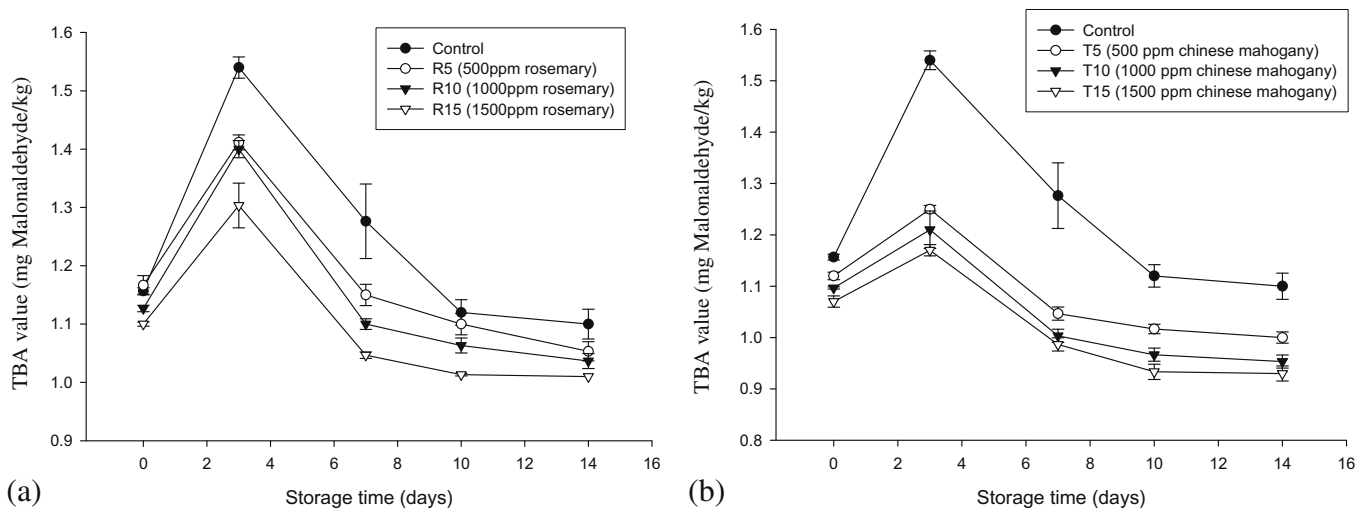 1.6
1.5
1.4
1.3
1.2
1.1
1.0
0.9
TBA value (mg Malonaldehyde/kg)
Control
R5 (500ppm rosemary)
R10 (1000ppm rosemary)
R15 (1500ppm rosemary)
0 2 4 6 8 10 12 14 16
Storage time (days)
(a)
1.6
1.5
1.4
1.3
1.2
1.1
1.0
0.9
0.8
TBA value (mg Malonaldehyde/kg)
Control
T5 (500 ppm chinese mahogany)
T10 (1000 ppm chinese mahogany)
T15 (1500 ppm chinese mahogany)
0 2 4 6 8 10 12 14 16
Storage time (days)
(b)